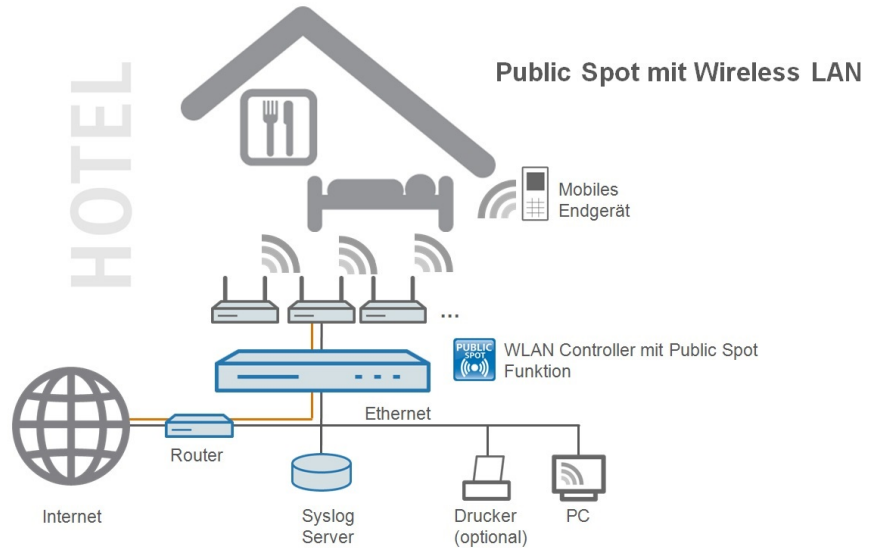 HOTEL
Public Spot mit Wireless LAN
Mobiles
Endgerät
...
PUBLIC
SPOT
WLAN Controller mit Public Spot
Funktion
Ethernet
Router
Internet
Syslog
Server
Drucker
(optional)
PC